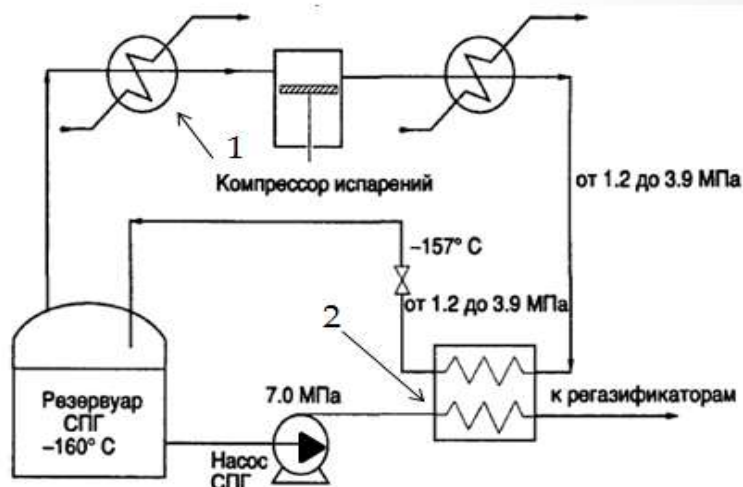 1
Компрессор испарений
от 1.2 до 3.9 МПа
–157° С
от 1.2 до 3.9 МПа
2
7.0 МПа
к регазификаторам
Резервуар
СПГ
–160° С
Насос
СПГ